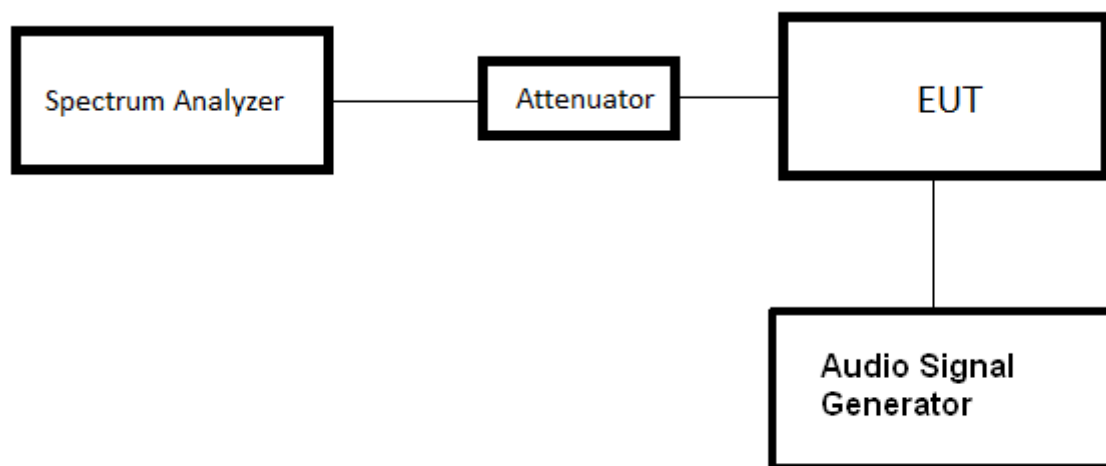 Spectrum Analyzer
Attenuator
EUT
Audio Signal
Generator